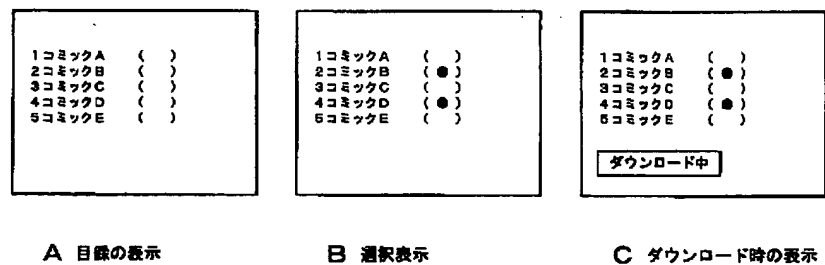 1コミックA ( )
2コミックB ( )
3コミックC ( )
4コミックD ( )
5コミックE ( )
1コミックA ( )
2コミックB ( ● )
3コミックC ( )
4コミックD ( ● )
5コミックE ( )
1コミックA ( )
2コミックB ( ● )
3コミックC ( )
4コミックD ( ● )
5コミックE ( )
ダウンロード中
A 目録の表示
B 選択表示
C ダウンロード時の表示